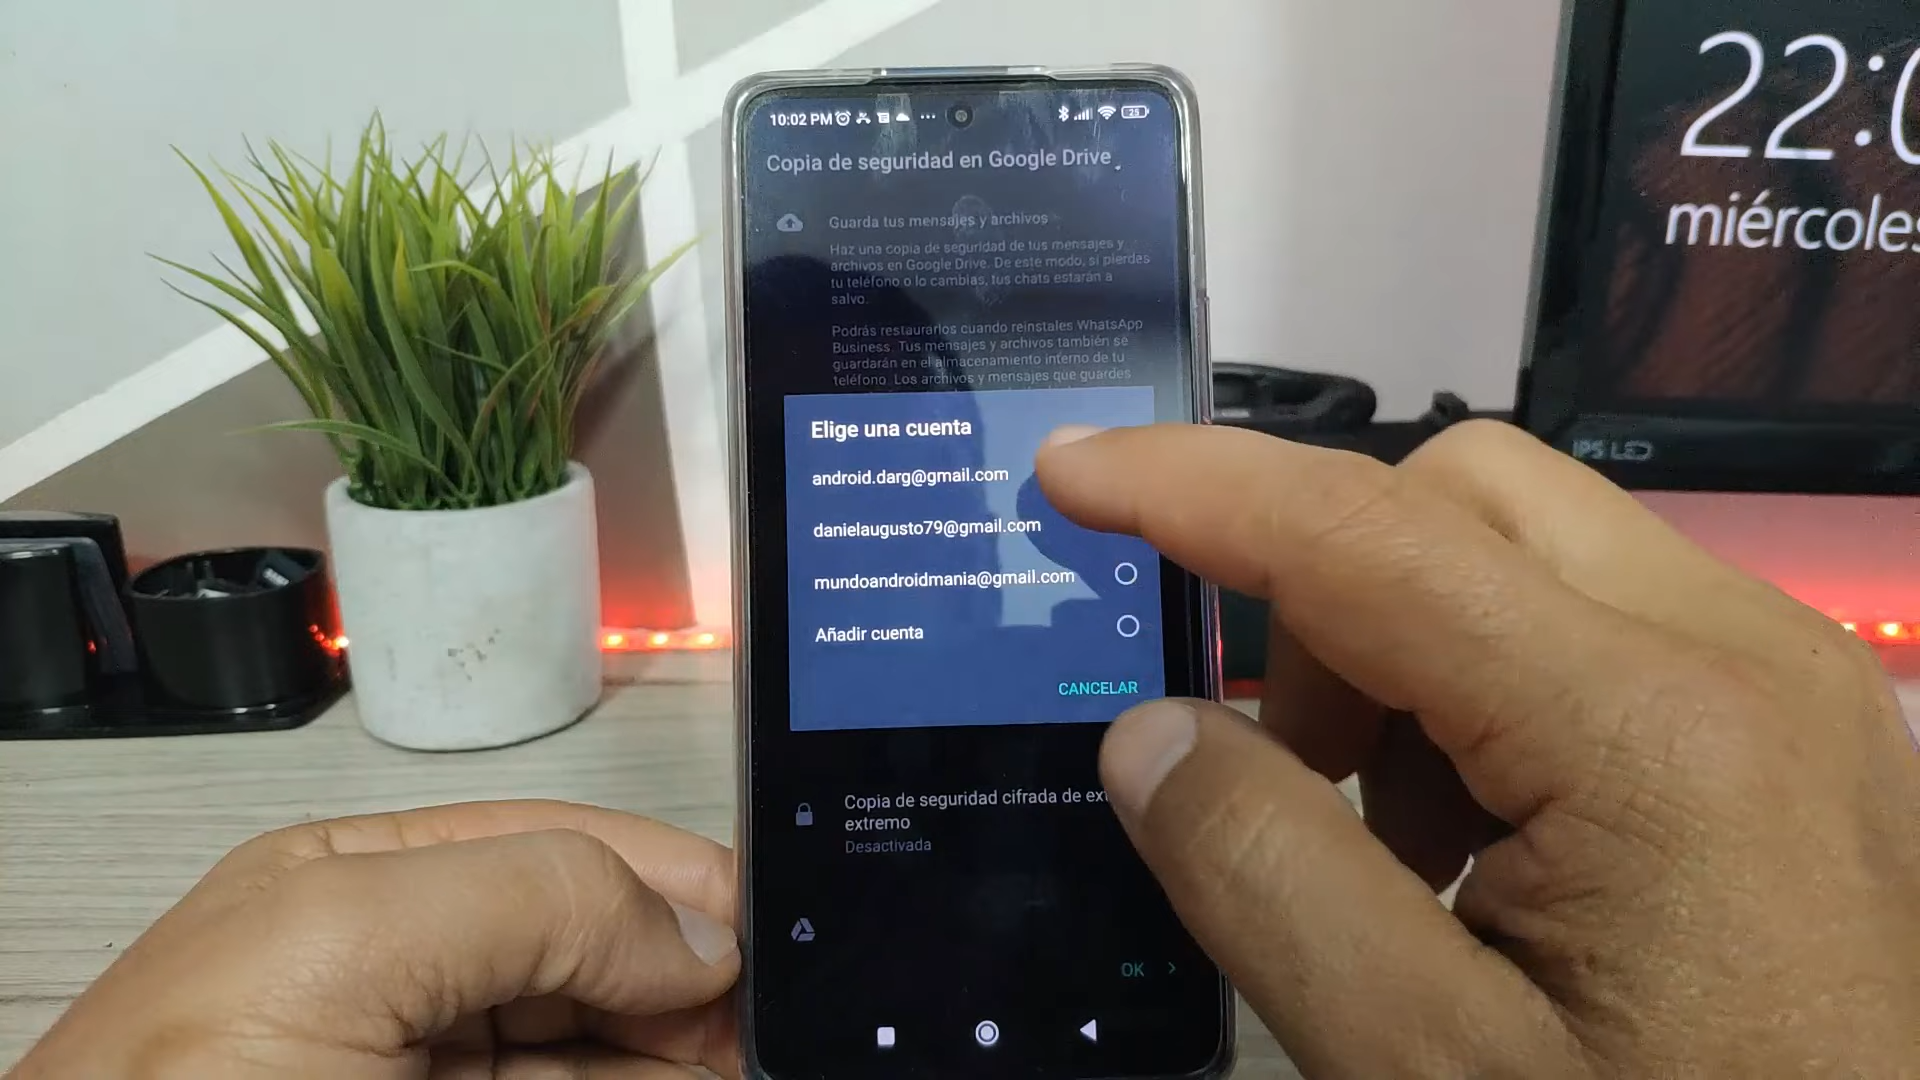 10:02 PM
25
Copia de seguridad en Google Drive
Guarda tus mensajes y archivos
Haz una copia de seguridad de tus mensajes y
archivos en Google Drive. De este modo, si pierdes
tu teléfono o lo cambias, tus chats estarán a
salvo.
Podrás restaurarlos cuando reinstales WhatsApp
Business. Tus mensajes y archivos también se
guardarán en el almacenamiento interno de tu
teléfono. Los archivos y mensajes que guardes
Elige una cuenta
android.darg@gmail.com
danielaugusto79@gmail.com
mundoandroidmania@gmail.com
Añadir cuenta
CANCELAR
Copia de seguridad cifrada de
extremo
Desactivada
OK
22:0
miércoles
IPS LED